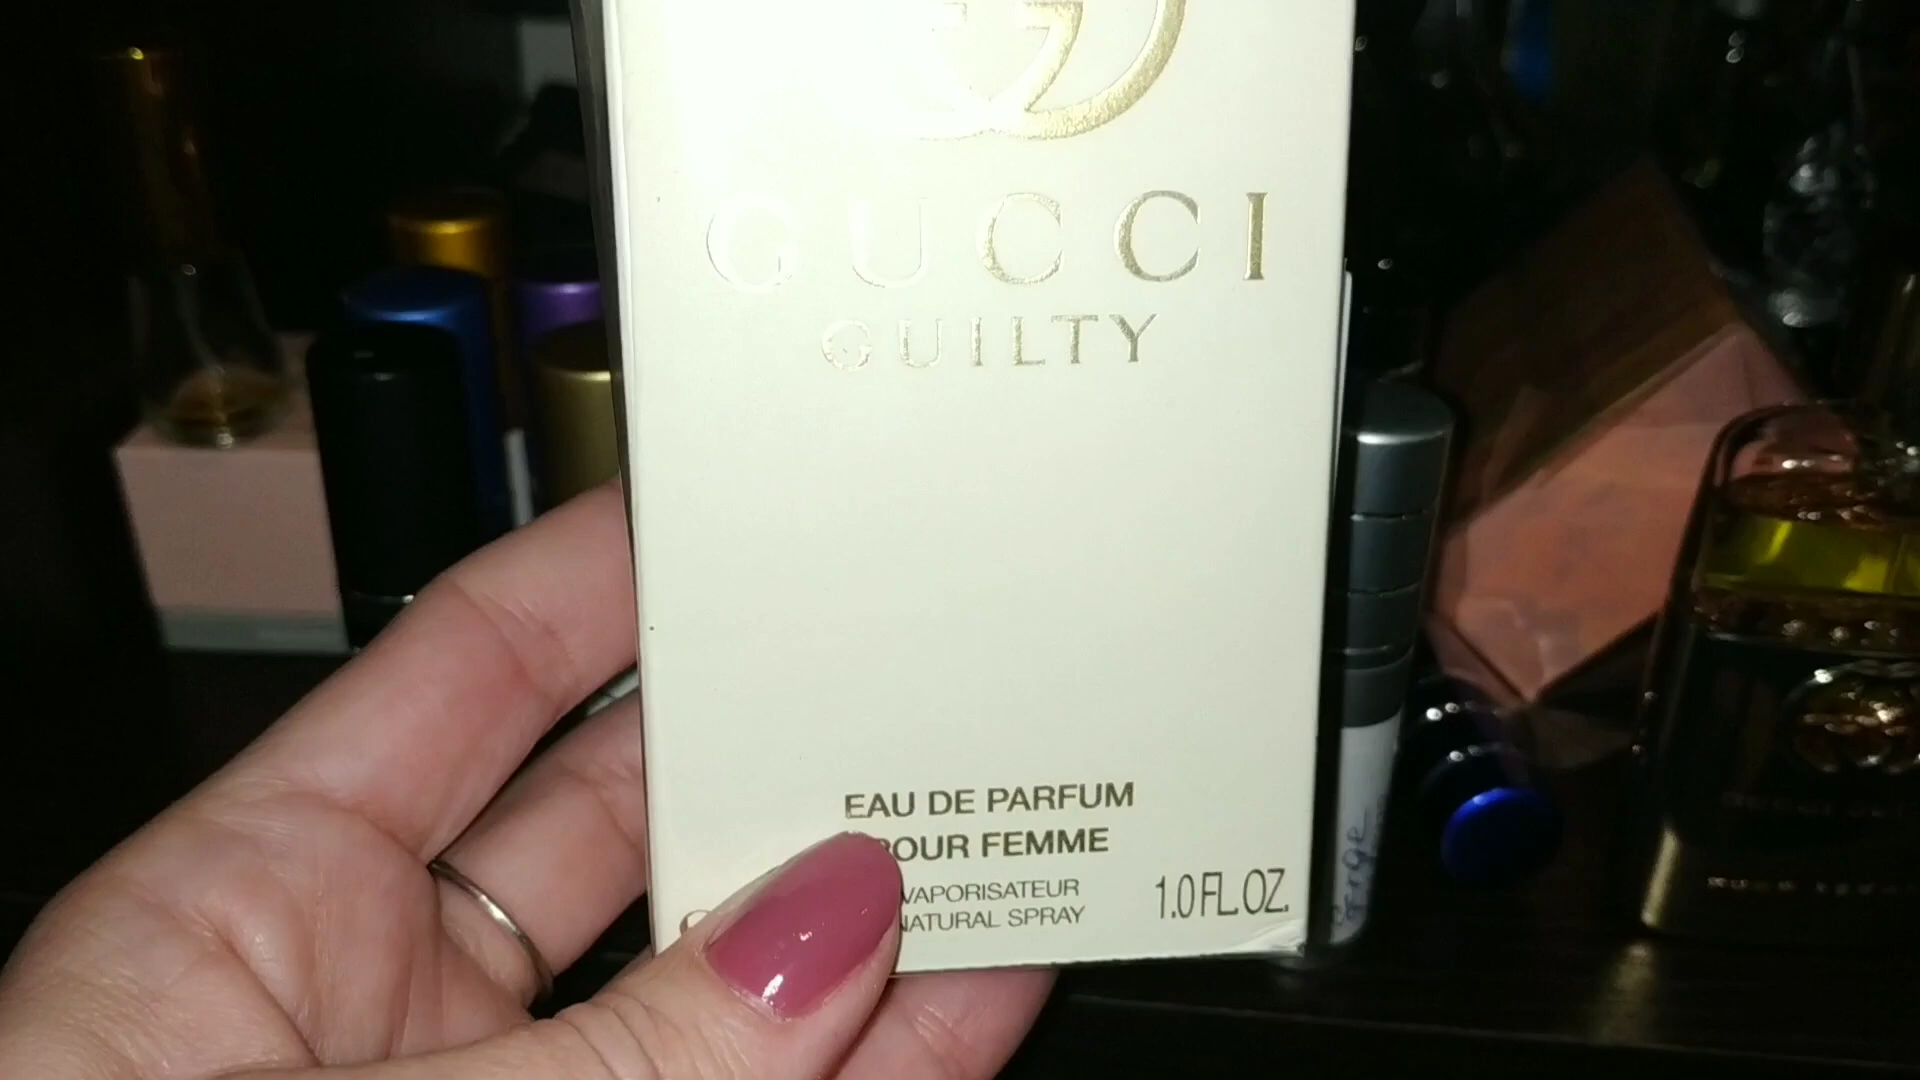 GUCCI
GUILTY
EAU DE PARFUM
POUR FEMME
VAPORISATEUR
NATURAL SPRAY
1.0 FL.OZ.